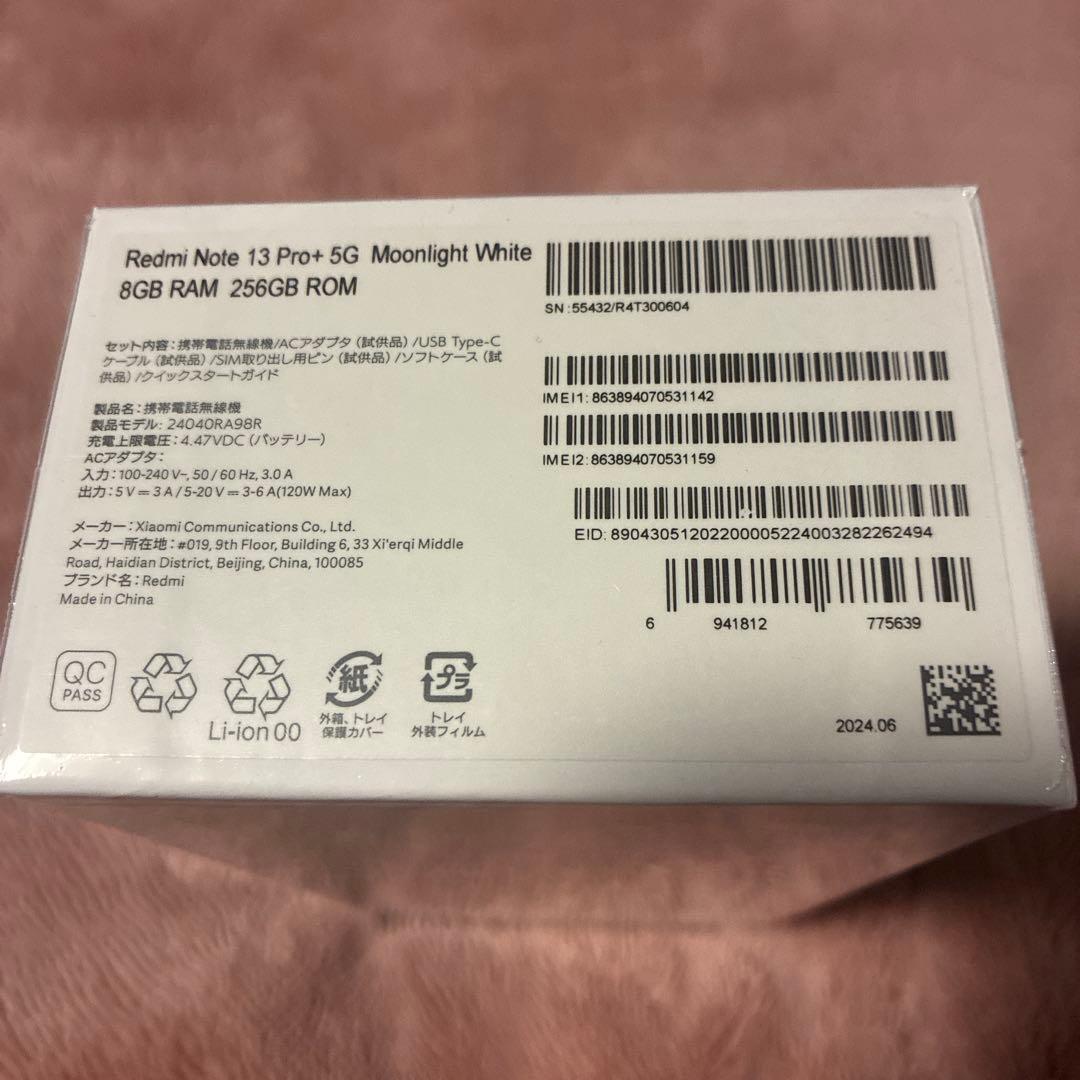 Redmi Note 13 Pro+ 5G Moonlight White
8GB RAM 256GB ROM
セット内容:携帯電話無線機/ACアダプタ(試供品)/USB Type-C
ケーブル(試供品)/SIM取り出し用ピン(試供品)/ソフトケース(試
供品)/クイックスタートガイド
製品名:携帯電話無線機
製品モデル: 24040RA98R
充電上限電圧:4.47VDC(バッテリー)
ACアダプタ:
入力:100-240 V~, 50 / 60 Hz, 3.0 A
出力:5 V ⎓ 3 A / 5-20 V ⎓ 3-6 A(120W Max)
メーカー:Xiaomi Communications Co., Ltd.
メーカー所在地:#019, 9th Floor, Building 6, 33 Xi'erqi Middle
Road, Haidian District, Beijing, China, 100085
ブランド名:Redmi
Made in China
QC
PASS
Li-ion 00
紙
外箱、トレイ
保護カバー
プラ
トレイ
外装フィルム
SN:55432/R4T300604
IMEI1:863894070531142
IMEI2:863894070531159
EID: 89043051202200005224003282262494
6 941812 775639
2024.06